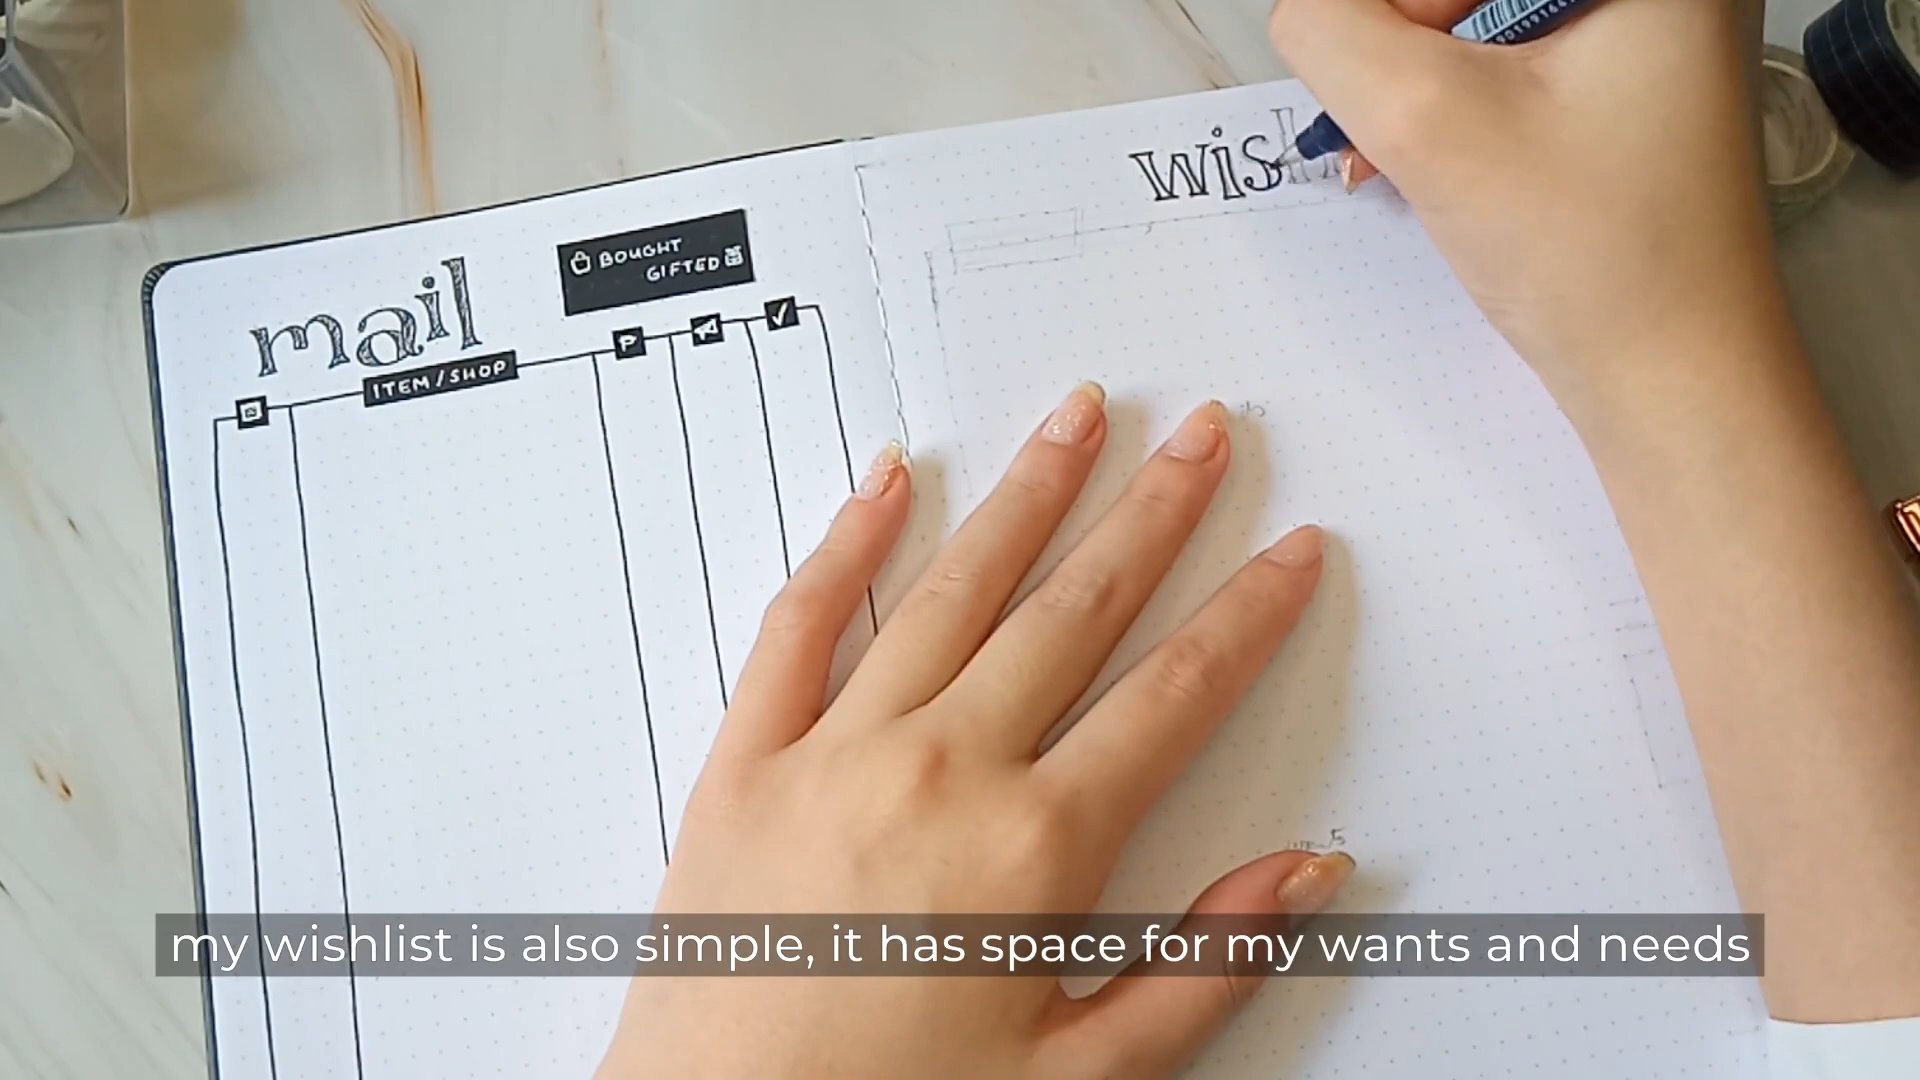 mail
BOUGHT
GIFTED
ITEM/SHOP
P
wis
my wishlist is also simple, it has space for my wants and needs